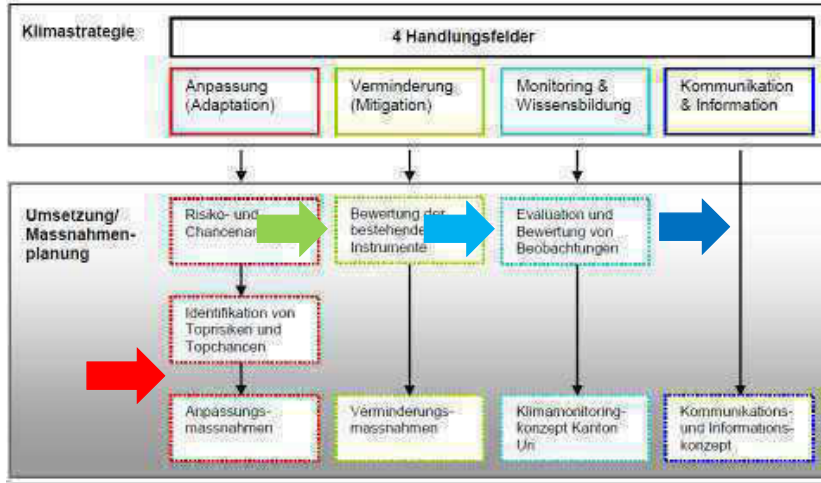 Klimastrategie
4 Handlungsfelder
Anpassung
(Adaptation)
Verminderung
(Mitigation)
Monitoring &
Wissensbildung
Kommunikation
& Information
Umsetzung/
Massnahmen-
planung
Risiko- und
Bewertung der
Instrumente
Evaluation und
Bewertung von
Beobachtungen
Identifikation von
Toprisiken und
Topchancen
Anpassungs-
massnahmen
Verminderungs-
massnahmen
Klimamonitoring-
konzept Kanton
Uri
Kommunikations-
und Informations-
konzept